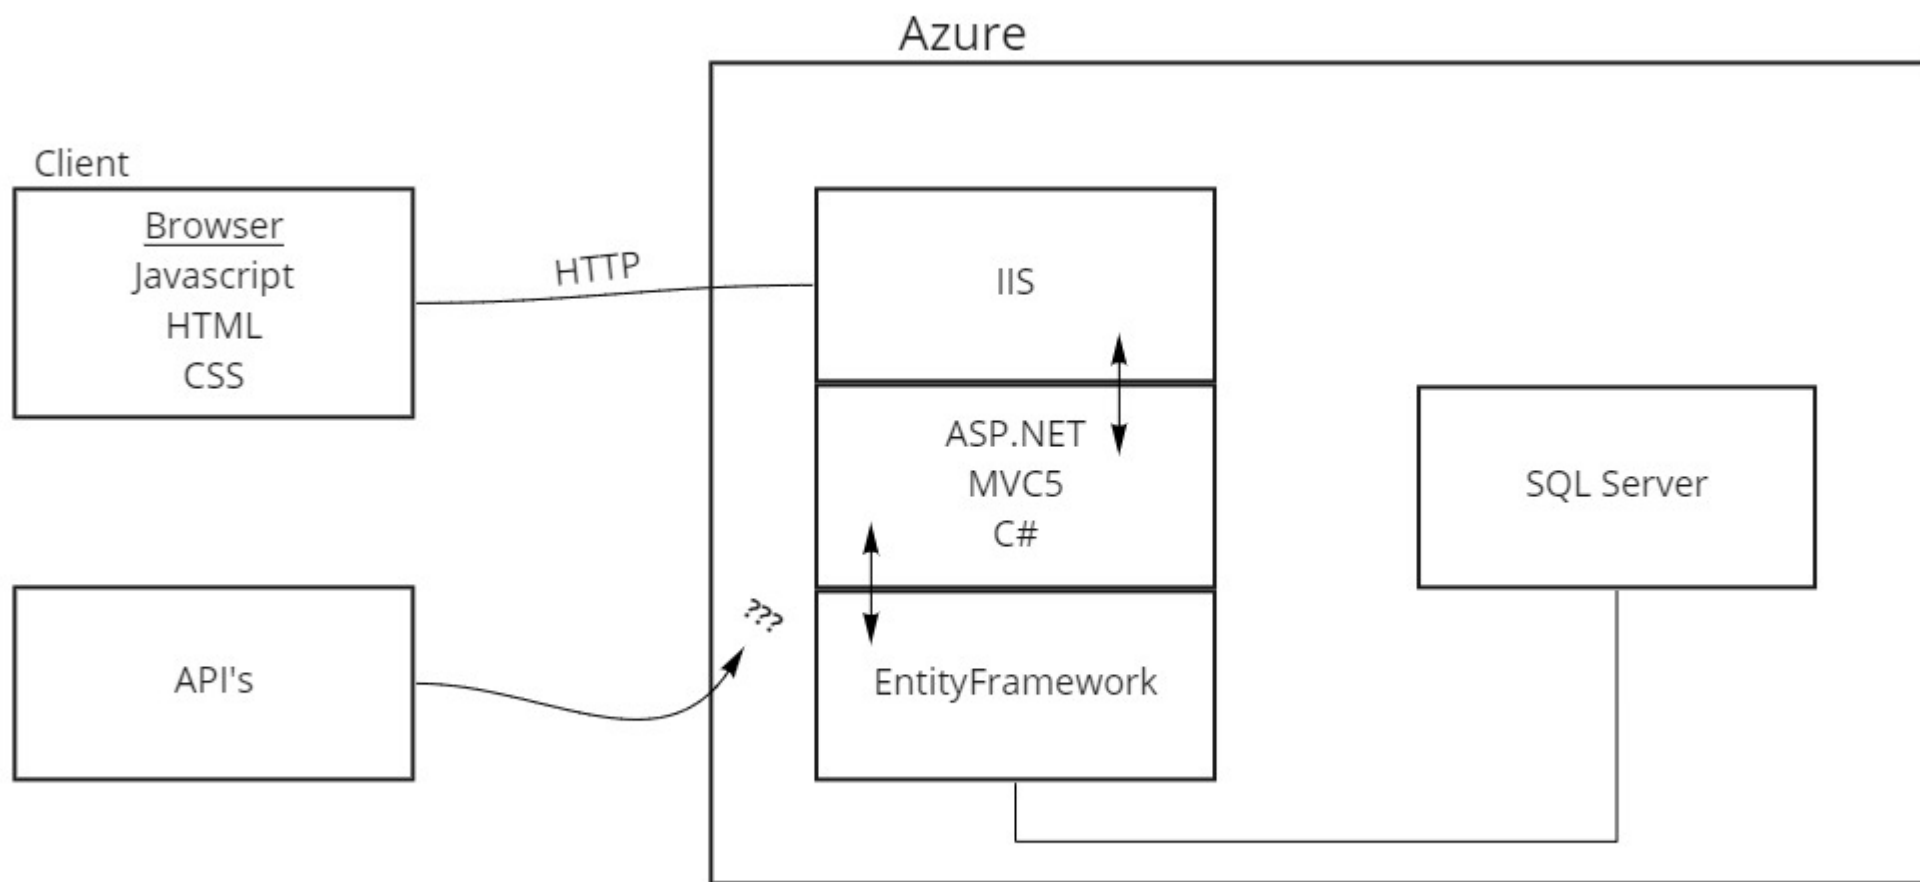 Azure
Client
Browser
Javascript
HTML
CSS
HTTP
IIS
ASP.NET
MVC5
C#
SQL Server
???
API's
EntityFramework